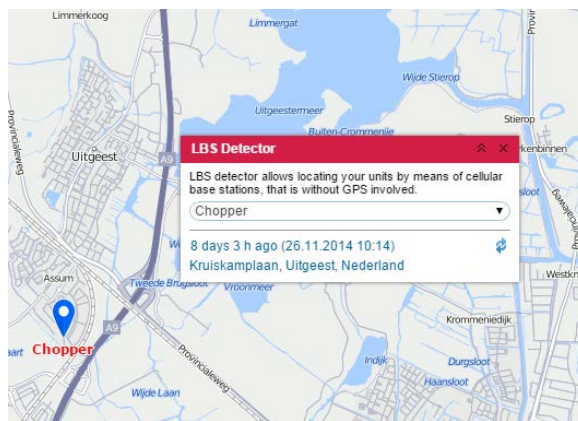 Limmerkoog
Limmergat
Provincialeweg
Wijde Stierop
Uitgeestermeer
Stierop
Buiten-Crommenije
Uitgeest
A9
LBS Detector
LBS detector allows locating your units by means of cellular
base stations, that is without GPS involved.
Chopper
8 days 3 h ago (26.11.2014 10:14)
Kruiskamplaan, Uitgeest, Nederland
Assum
Tweede Broekersloot
Vroonmeer
Krommeniedijk
A9
Chopper
Provincialeweg
Indijk
Durgsloot
Haansloot
Wijde Laan